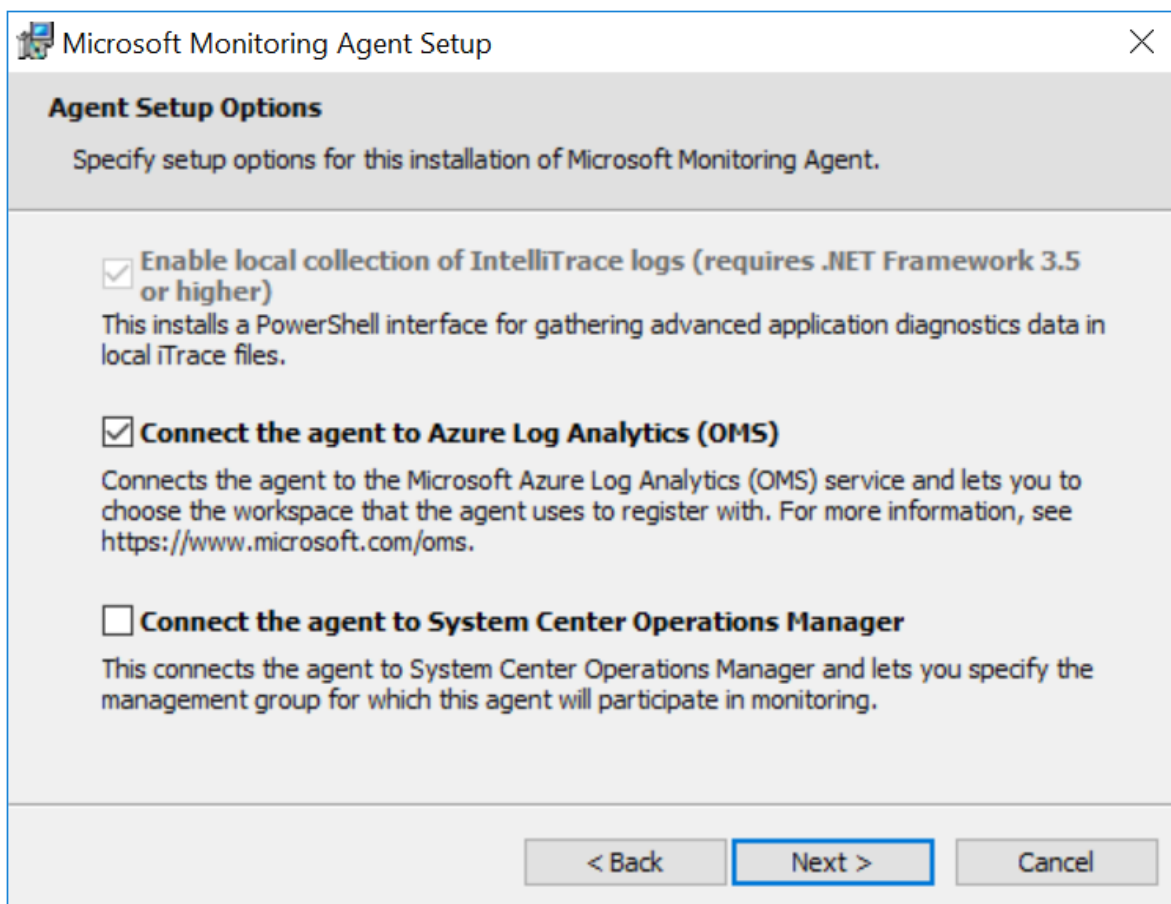 Microsoft Monitoring Agent Setup
Agent Setup Options
Specify setup options for this installation of Microsoft Monitoring Agent.
Enable local collection of IntelliTrace logs (requires .NET Framework 3.5
or higher)
This installs a PowerShell interface for gathering advanced application diagnostics data in
local iTrace files.
Connect the agent to Azure Log Analytics (OMS)
Connects the agent to the Microsoft Azure Log Analytics (OMS) service and lets you to
choose the workspace that the agent uses to register with. For more information, see
https://www.microsoft.com/oms.
Connect the agent to System Center Operations Manager
This connects the agent to System Center Operations Manager and lets you specify the
management group for which this agent will participate in monitoring.
< Back Next > Cancel